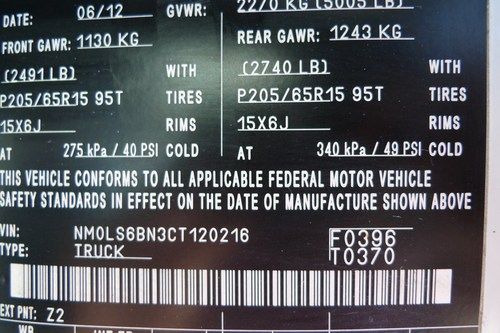 DATE: 06/12 GVWR: 2270 KG (5005 LB)
FRONT GAWR: 1130 KG REAR GAWR: 1243 KG
(2491 LB) WITH (2740 LB) WITH
P205/65R15 95T TIRES P205/65R15 95T TIRES
15X6J RIMS 15X6J RIMS
AT 275 kPa / 40 PSI COLD AT 340 kPa / 49 PSI COLD
THIS VEHICLE CONFORMS TO ALL APPLICABLE FEDERAL MOTOR VEHICLE
SAFETY STANDARDS IN EFFECT ON THE DATE OF MANUFACTURE SHOWN ABOVE
VIN: NM0LS6BN3CT120216 F0396
TYPE: TRUCK T0370
EXT PNT: Z2